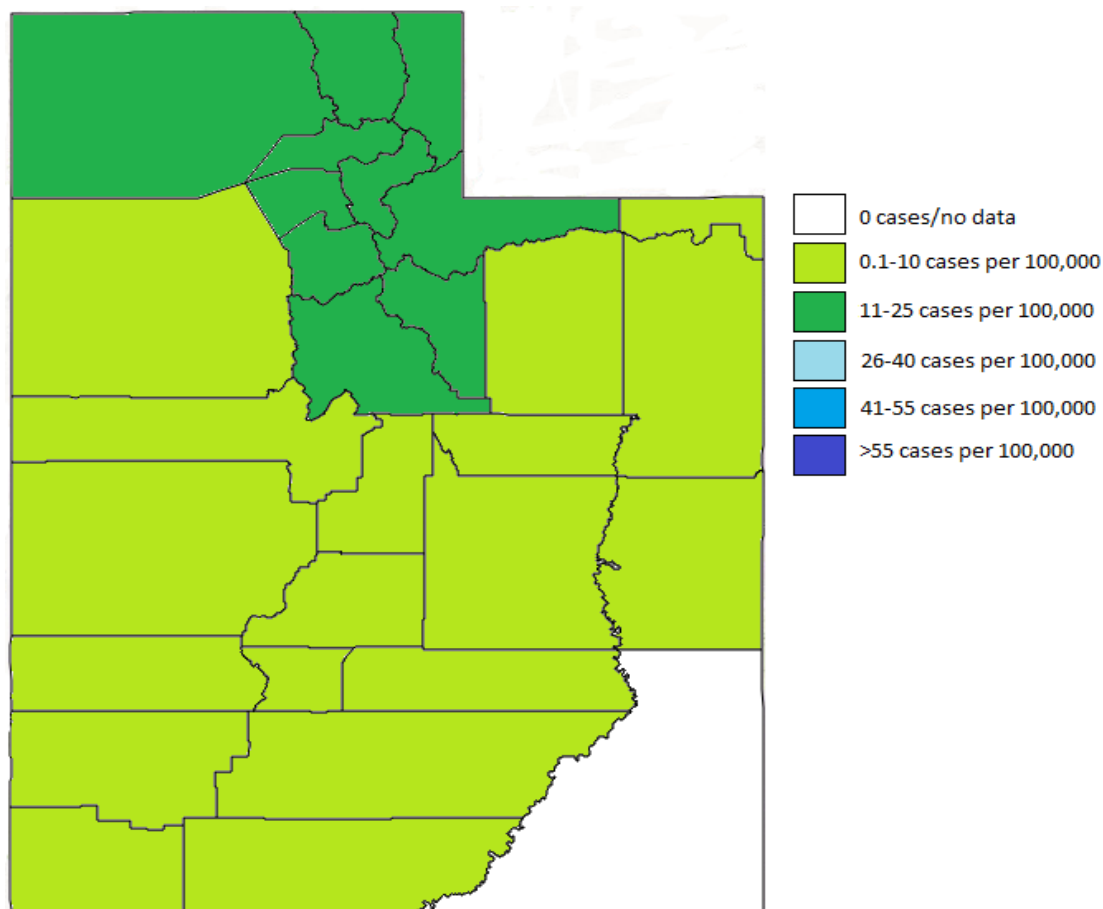 0 cases/no data
0.1-10 cases per 100,000
11-25 cases per 100,000
26-40 cases per 100,000
41-55 cases per 100,000
>55 cases per 100,000